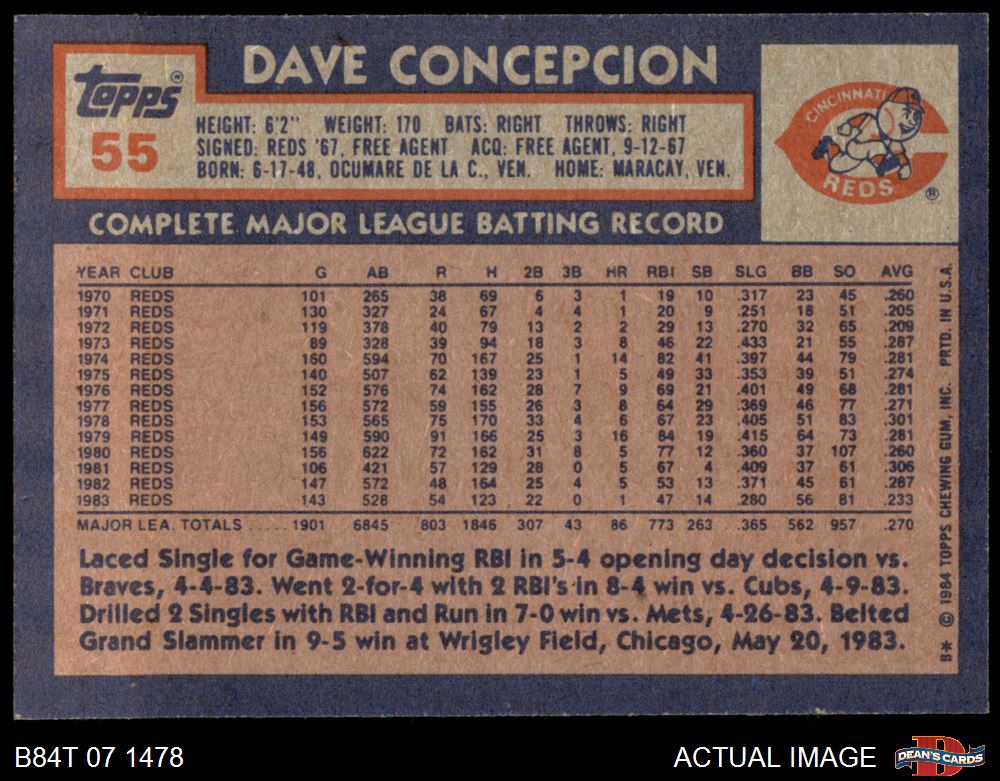 DAVE CONCEPCION
Topps®
55
HEIGHT: 6'2" WEIGHT: 170 BATS: RIGHT THROWS: RIGHT
SIGNED: REDS '67, FREE AGENT ACQ: FREE AGENT, 9-12-67
BORN: 6-17-48, OCUMARE DE LA C., VEN. HOME: MARACAY, VEN.
CINCINNATI
REDS
®
COMPLETE MAJOR LEAGUE BATTING RECORD
YEAR CLUB G AB R H 2B 3B HR RBI SB SLG BB SO AVG
1970 REDS 101 265 38 69 6 3 1 19 10 .317 23 45 .260
1971 REDS 130 327 24 67 4 4 1 20 9 .251 18 51 .205
1972 REDS 119 378 40 79 13 2 2 29 13 .270 32 65 .209
1973 REDS 89 328 39 94 18 3 8 46 22 .433 21 55 .287
1974 REDS 160 594 70 167 25 1 14 82 41 .397 44 79 .281
1975 REDS 140 507 62 139 23 1 5 49 33 .353 39 51 .274
1976 REDS 152 576 74 162 28 7 9 69 21 .401 49 68 .281
1977 REDS 156 572 59 155 26 3 8 64 29 .369 46 77 .271
1978 REDS 153 565 75 170 33 4 6 67 23 .405 51 83 .301
1979 REDS 149 590 91 166 25 3 16 84 19 .415 64 73 .281
1980 REDS 156 622 72 162 31 8 5 77 12 .360 37 107 .260
1981 REDS 106 421 57 129 28 0 5 67 4 .409 37 61 .306
1982 REDS 147 572 48 164 25 4 5 53 13 .371 45 61 .287
1983 REDS 143 528 54 123 22 0 1 47 14 .280 56 81 .233
MAJOR LEA. TOTALS ..... 1901 6845 803 1846 307 43 86 773 263 .365 562 957 .270
Laced Single for Game-Winning RBI in 5-4 opening day decision vs.
Braves, 4-4-83. Went 2-for-4 with 2 RBI's in 8-4 win vs. Cubs, 4-9-83.
Drilled 2 Singles with RBI and Run in 7-0 win vs. Mets, 4-26-83. Belted
Grand Slammer in 9-5 win at Wrigley Field, Chicago, May 20, 1983.
B* © 1984 TOPPS CHEWING GUM, INC. PRTD. IN U.S.A.
B84T 07 1478
ACTUAL IMAGE
D
DEAN'S CARDS